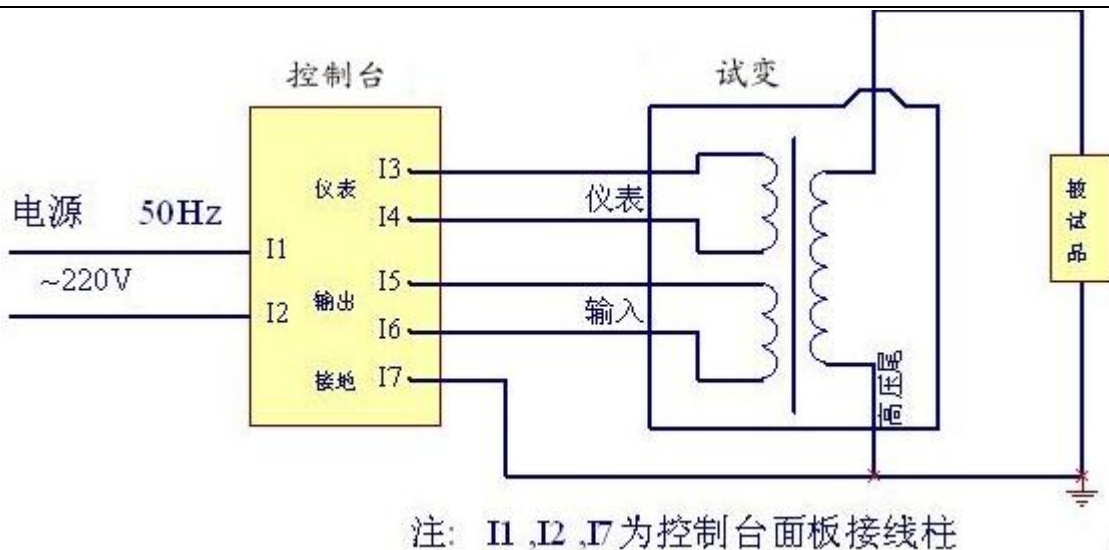 控制台
试变
I3
仪表
I4
仪表
电源 50Hz
I1
~220V
I5
I2
输出
输入
I6
接地 I7
高压尾
被试品
注: I1 ,I2 ,I7为控制台面板接线柱